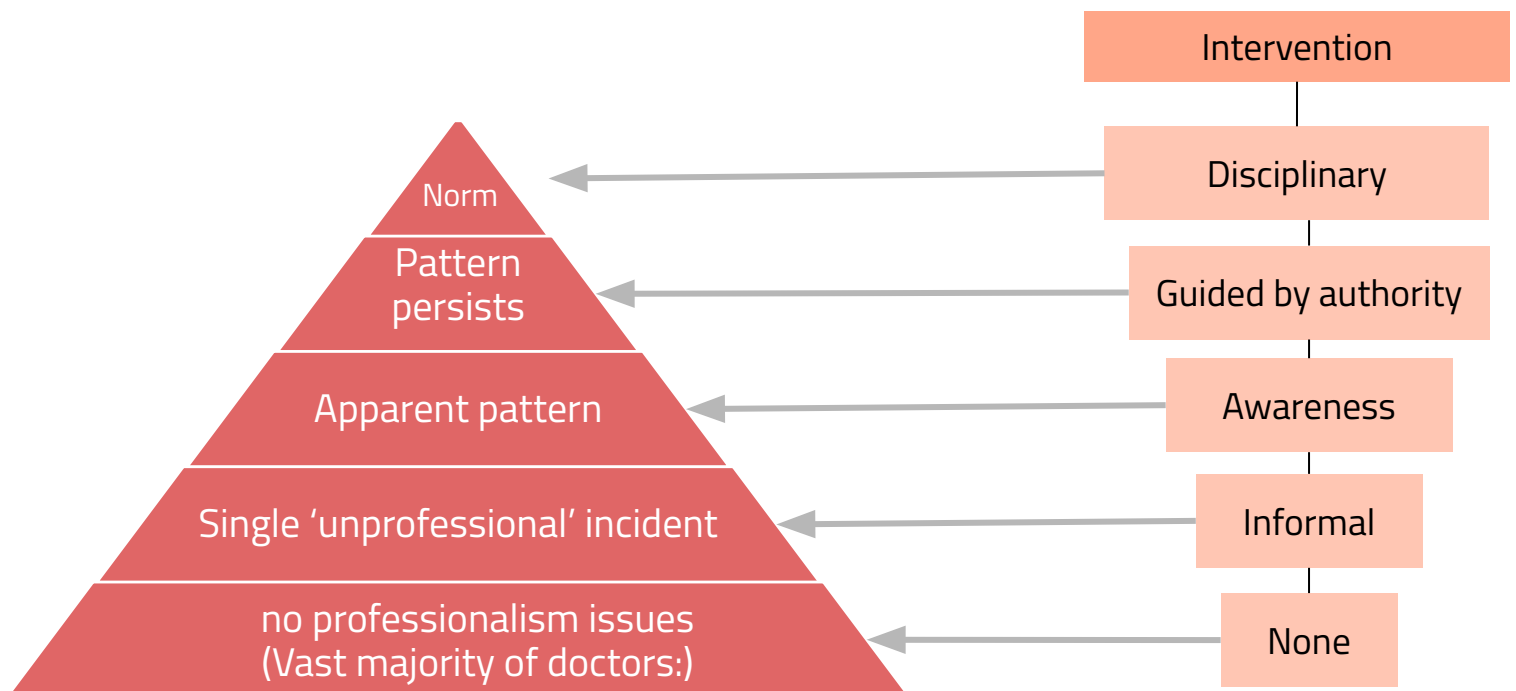 Intervention
Norm
Disciplinary
Pattern
persists
Guided by authority
Apparent pattern
Awareness
Single ‘unprofessional’ incident
Informal
no professionalism issues
(Vast majority of doctors:)
None